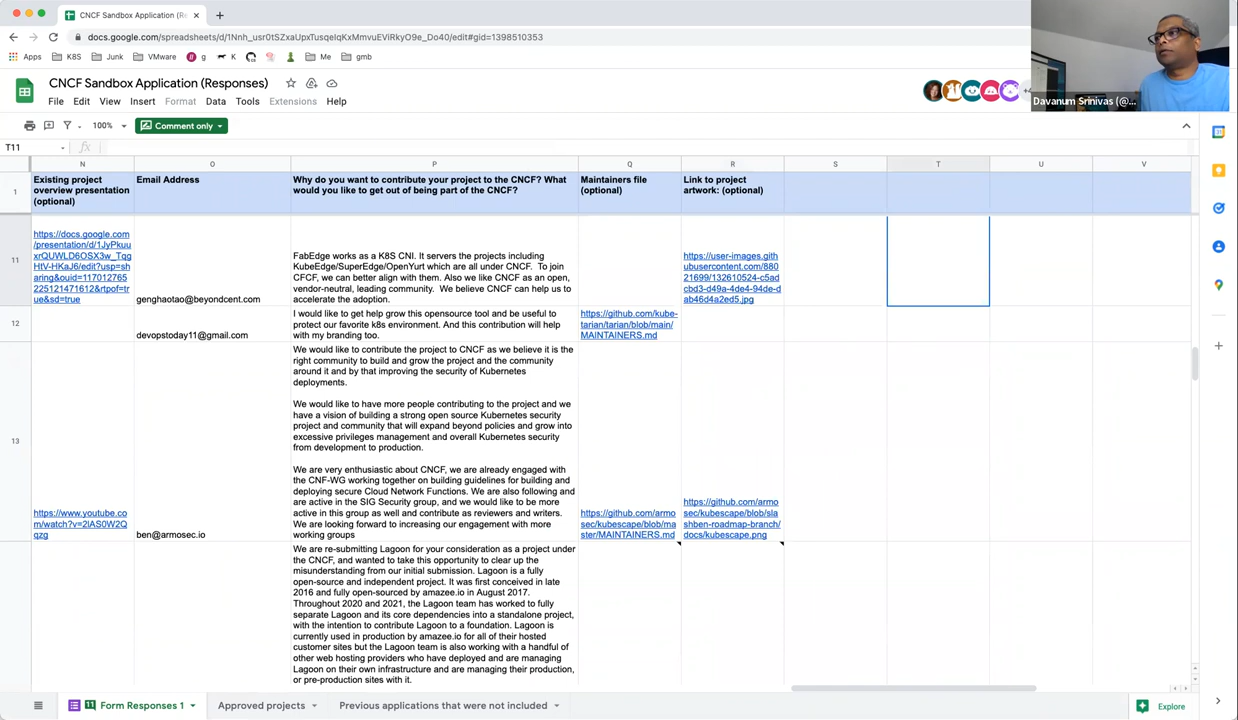 CNCF Sandbox Application (Re
docs.google.com/spreadsheets/d/1Nnh_usr0tSZxaUpxTusqelqKxMmvuEViRkyO9e_Do40/edit#gid=1398510353
Apps K8S Junk VMware g K Me gmb
CNCF Sandbox Application (Responses)
File Edit View Insert Format Data Tools Extensions Help
Davanum Srinivas (@...
100% Comment only
T11
N O P Q R S T U V
1
Existing project
overview presentation
(optional)
Email Address
Why do you want to contribute your project to the CNCF? What
would you like to get out of being part of the CNCF?
Maintainers file
(optional)
Link to project
artwork: (optional)
11
https://docs.google.com
/presentation/d/1JyPkuu
xrQUWLD6OSX3w_Tqg
HtV-HKaJ6/edit?usp=sh
aring&ouid=117012765
225121471612&rtpof=tr
ue&sd=true
genghaotao@beyondcent.com
FabEdge works as a K8S CNI. It servers the projects including
KubeEdge/SuperEdge/OpenYurt which are all under CNCF. To join
CFCF, we can better align with them. Also we like CNCF as an open,
vendor-neutral, leading community. We believe CNCF can help us to
accelerate the adoption.
https://user-images.gith
ubusercontent.com/880
21699/132610524-c5ad
cbd3-d49a-4de4-94de-d
ab46d4a2ed5.jpg
12
devopstoday11@gmail.com
I would like to get help grow this opensource tool and be useful to
protect our favorite k8s environment. And this contribution will help
with my branding too.
https://github.com/kube-
tarian/tarian/blob/main/
MAINTAINERS.md
13
https://www.youtube.co
m/watch?v=2lAS0W2Q
qzg
ben@armosec.io
We would like to contribute the project to CNCF as we believe it is the
right community to build and grow the project and the community
around it and by that improving the security of Kubernetes
deployments.
We would like to have more people contributing to the project and we
have a vision of building a strong open source Kubernetes security
project and community that will expand beyond policies and grow into
excessive privileges management and overall Kubernetes security
from development to production.
We are very enthusiastic about CNCF, we are already engaged with
the CNF-WG working together on building guidelines for building and
deploying secure Cloud Network Functions. We are also following and
are active in the SIG Security group, and we would like to be more
active in this group as well and contribute as reviewers and writers.
We are looking forward to increasing our engagement with more
working groups
https://github.com/armo
sec/kubescape/blob/ma
ster/MAINTAINERS.md
https://github.com/armo
sec/kubescape/blob/sla
shben-roadmap-branch/
docs/kubescape.png
We are re-submitting Lagoon for your consideration as a project under
the CNCF, and wanted to take this opportunity to clear up the
misunderstanding from our initial submission. Lagoon is a fully
open-source and independent project. It was first conceived in late
2016 and fully open-sourced by amazee.io in August 2017.
Throughout 2020 and 2021, the Lagoon team has worked to fully
separate Lagoon and its core dependencies into a standalone project,
with the intention to contribute Lagoon to a foundation. Lagoon is
currently used in production by amazee.io for all of their hosted
customer sites but the Lagoon team is also working with a handful of
other web hosting providers who have deployed and are managing
Lagoon on their own infrastructure and are managing their production,
or pre-production sites with it.
11 Form Responses 1 Approved projects Previous applications that were not included Explore